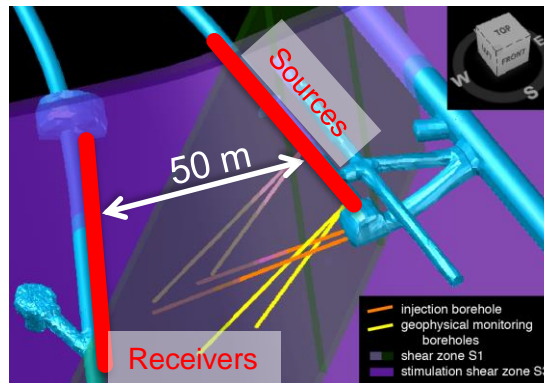 TOP
FRONT
E
W
S
Sources
50 m
Receivers
injection borehole
geophysical monitoring
boreholes
shear zone S1
stimulation shear zone S3